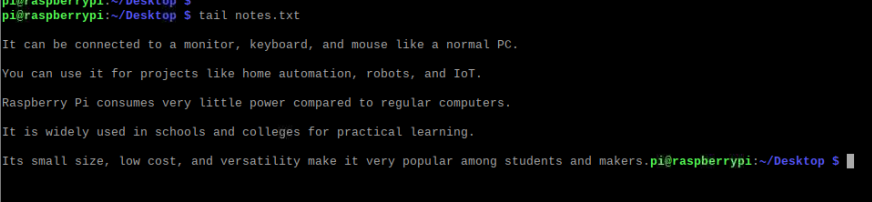 pi@raspberrypi:~/Desktop $
pi@raspberrypi:~/Desktop $ tail notes.txt
It can be connected to a monitor, keyboard, and mouse like a normal PC.
You can use it for projects like home automation, robots, and IoT.
Raspberry Pi consumes very little power compared to regular computers.
It is widely used in schools and colleges for practical learning.
Its small size, low cost, and versatility make it very popular among students and makers.pi@raspberrypi:~/Desktop $